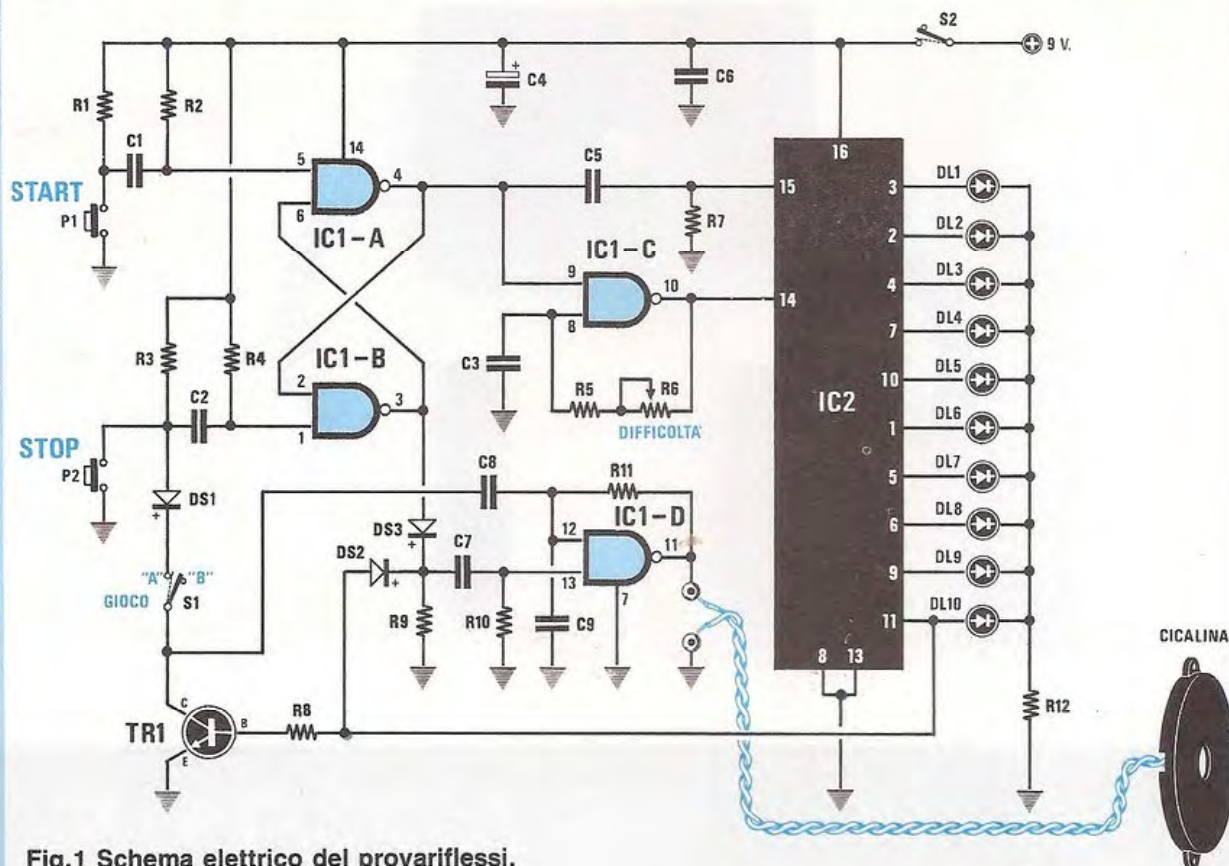 S2
9 V.
R1
R2
C4
C6
C1
14
16
C5
DL1
5
4
15
3
START
P1
6
IC1-A
R7
DL2
2
IC1-C
DL3
9
10
4
8
14
DL4
R3
R4
IC1-B
7
C3
R5
R6
DL5
C2
2
3
10
IC2
STOP
1
DIFFICOLTA'
DL6
P2
1
C8
R11
DL7
DS1
5
IC1-D
DL8
DS3
12
6
DS2
C7
11
"A" "B"
13
DL9
GIOCO
S1
7
9
R9
R10
C9
DL10
11
CICALINA
8 13
C
R8
R12
TR1
B
E
Fig.1 Schema elettrico del provariflessi.